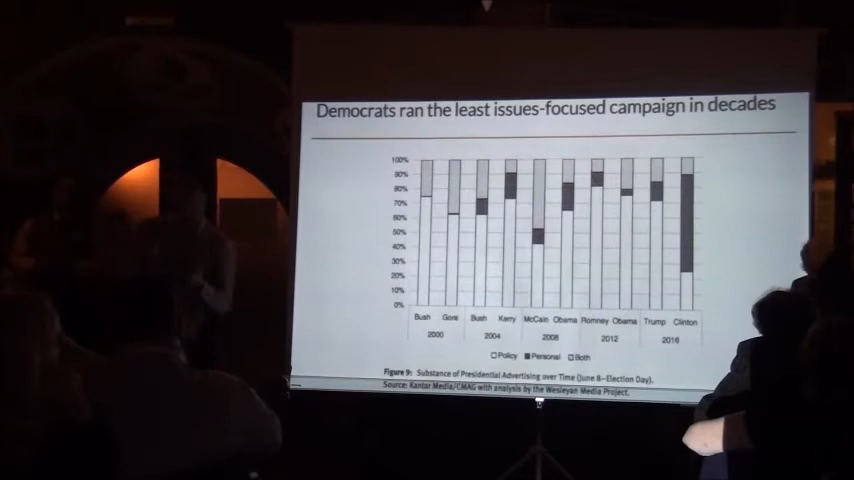 Democrats ran the least issues-focused campaign in decades
100%
90%
80%
70%
60%
50%
40%
30%
20%
10%
0%
Bush Gore Bush Kerry McCain Obama Romney Obama Trump Clinton
2000 2004 2008 2012 2016
Policy Personal Both
Figure 9: Substance of Presidential Advertising over Time (June 8-Election Day).
Source: Kantar Media/CMAG with analysis by the Wesleyan Media Project.